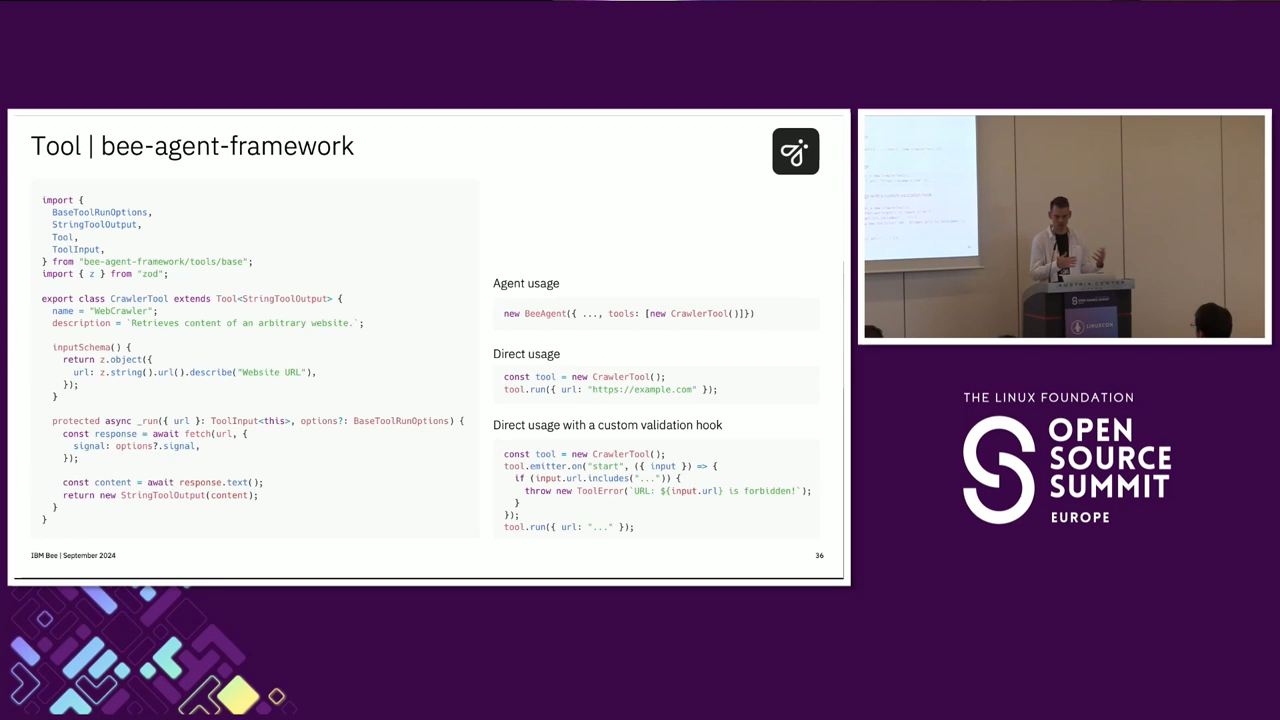 Tool | bee-agent-framework
import {
BaseToolRunOptions,
StringToolOutput,
Tool,
ToolInput,
} from "bee-agent-framework/tools/base";
import { z } from "zod";
export class CrawlerTool extends Tool<StringToolOutput> {
name = "WebCrawler";
description = `Retrieves content of an arbitrary website.`;
inputSchema() {
return z.object({
url: z.string().url().describe("Website URL"),
});
}
protected async _run({ url }: ToolInput<this>, options?: BaseToolRunOptions) {
const response = await fetch(url, {
signal: options?.signal,
});
const content = await response.text();
return new StringToolOutput(content);
}
}
Agent usage
new BeeAgent({ ..., tools: [new CrawlerTool()]})
Direct usage
const tool = new CrawlerTool();
tool.run({ url: "https://example.com" });
Direct usage with a custom validation hook
const tool = new CrawlerTool();
tool.emitter.on("start", ({ input }) => {
if (input.url.includes("...")) {
throw new ToolError(`URL: ${input.url} is forbidden!`);
}
});
tool.run({ url: "..." });
IBM Bee | September 2024
36
AUSTRIA CENTER
LINUXCON
THE LINUX FOUNDATION
OPEN
SOURCE
SUMMIT
EUROPE